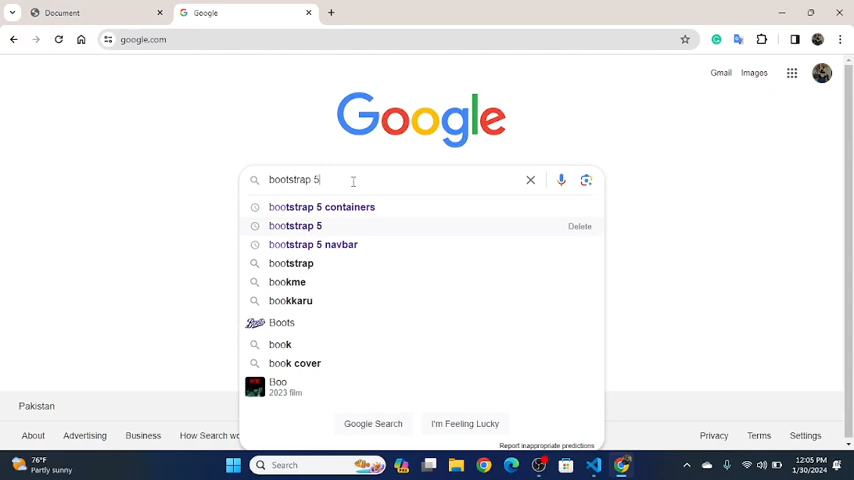 Document
Google
google.com
Gmail Images
Google
bootstrap 5
bootstrap 5 containers
bootstrap 5 Delete
bootstrap 5 navbar
bootstrap
bookme
bookkaru
Boots Boots
book
book cover
Boo
2023 film
Google Search I'm Feeling Lucky
Report inappropriate predictions
Pakistan
About Advertising Business How Search wo Privacy Terms Settings
76°F
Partly sunny
Search
12:05 PM
1/30/2024